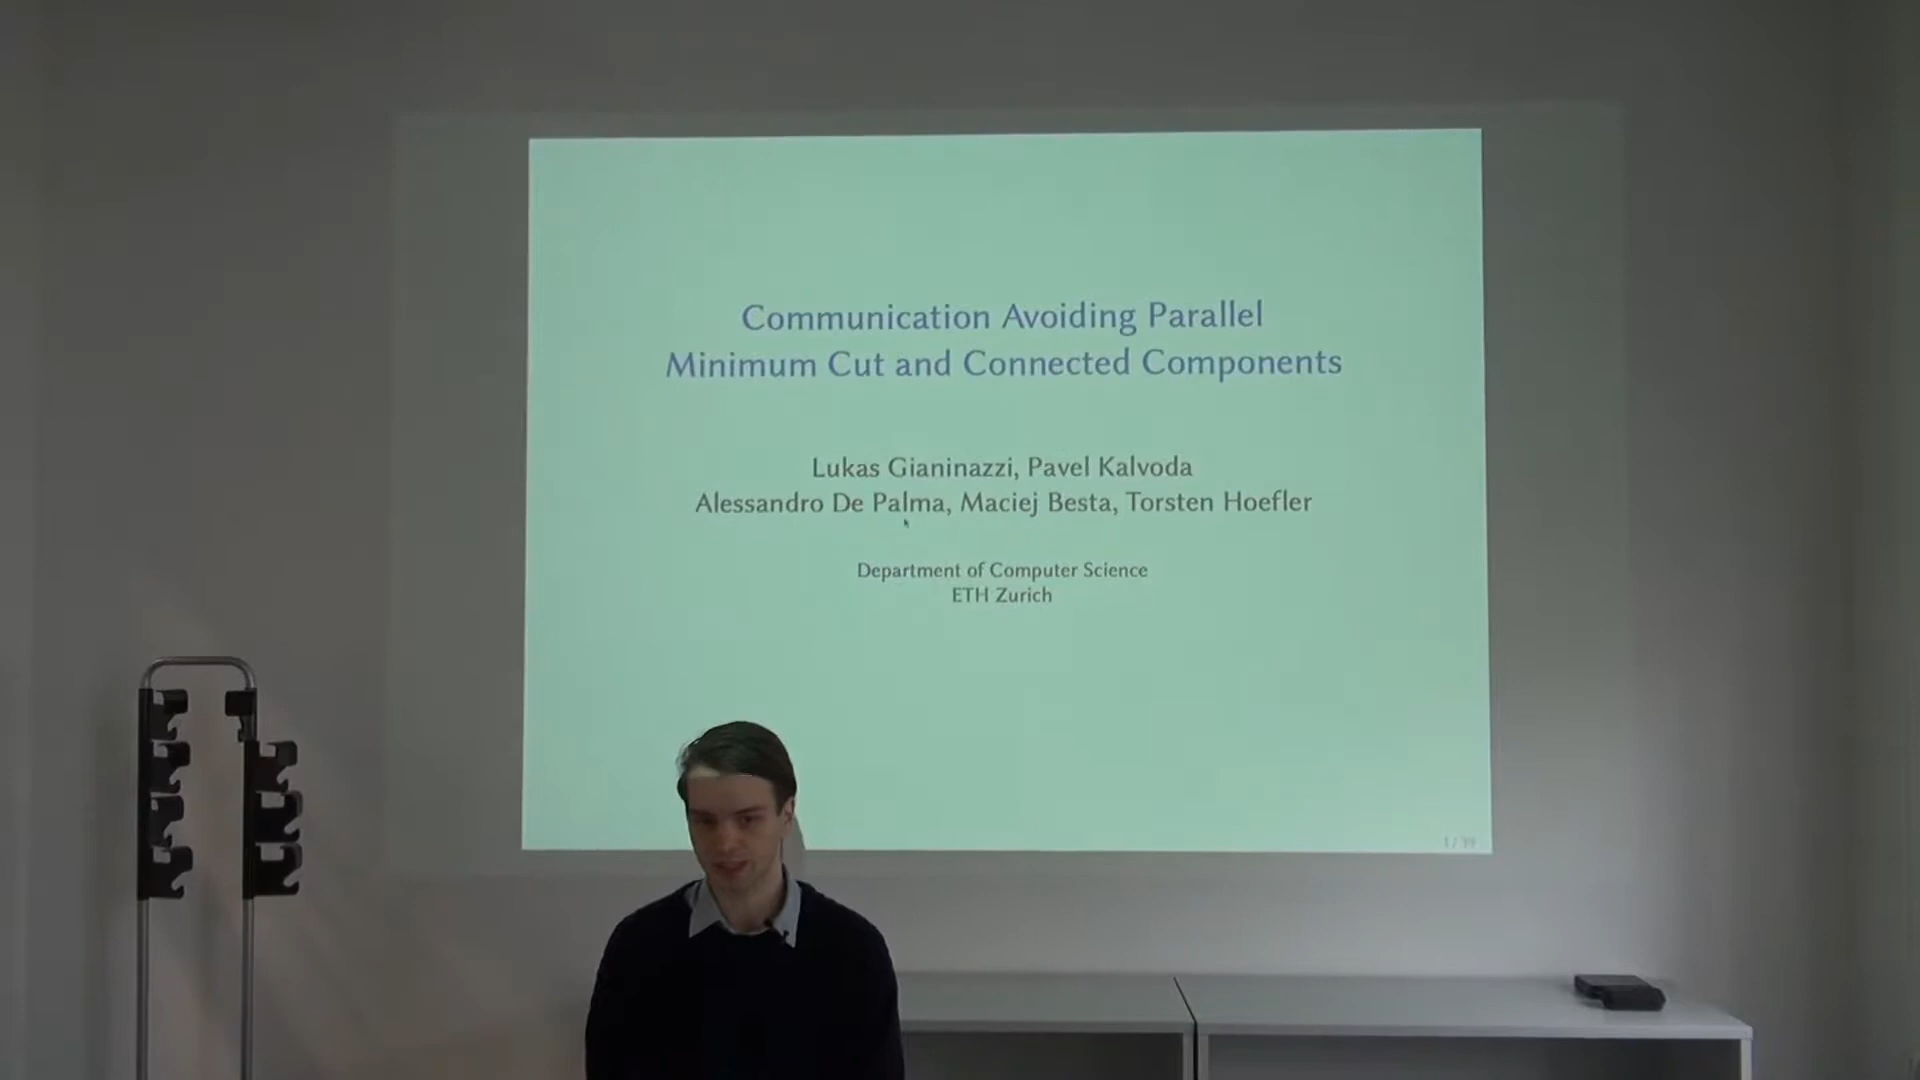 Communication Avoiding Parallel
Minimum Cut and Connected Components
Lukas Gianinazzi, Pavel Kalvoda
Alessandro De Palma, Maciej Besta, Torsten Hoefler
Department of Computer Science
ETH Zurich